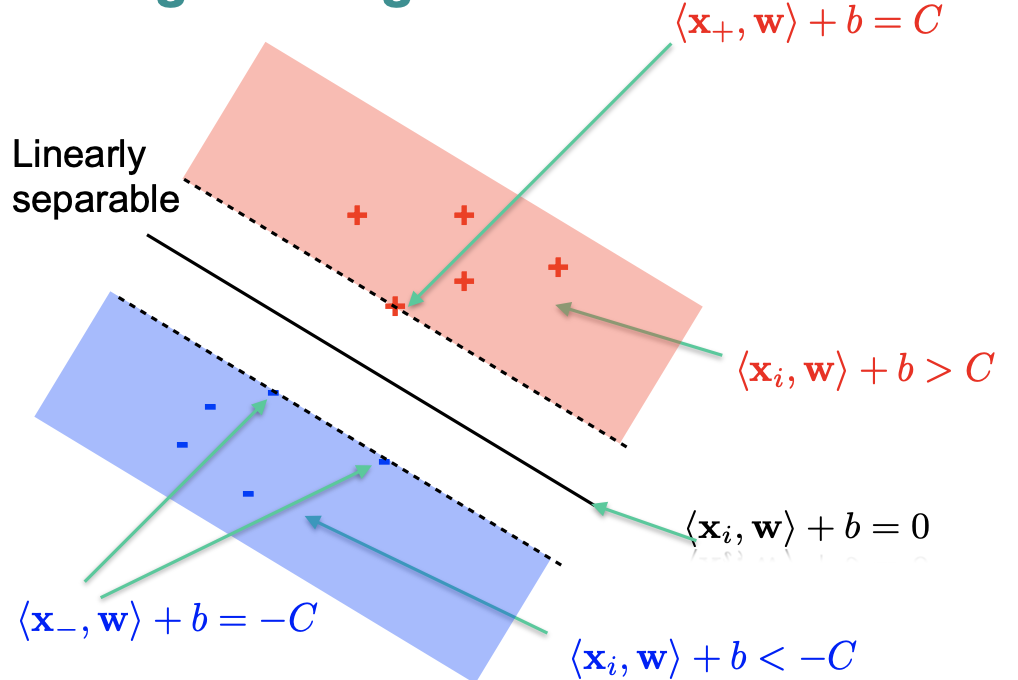 ⟨x₊, w⟩ + b = C
Linearly
separable
⟨xᵢ, w⟩ + b > C
⟨xᵢ, w⟩ + b = 0
⟨x₋, w⟩ + b = −C
⟨xᵢ, w⟩ + b < −C